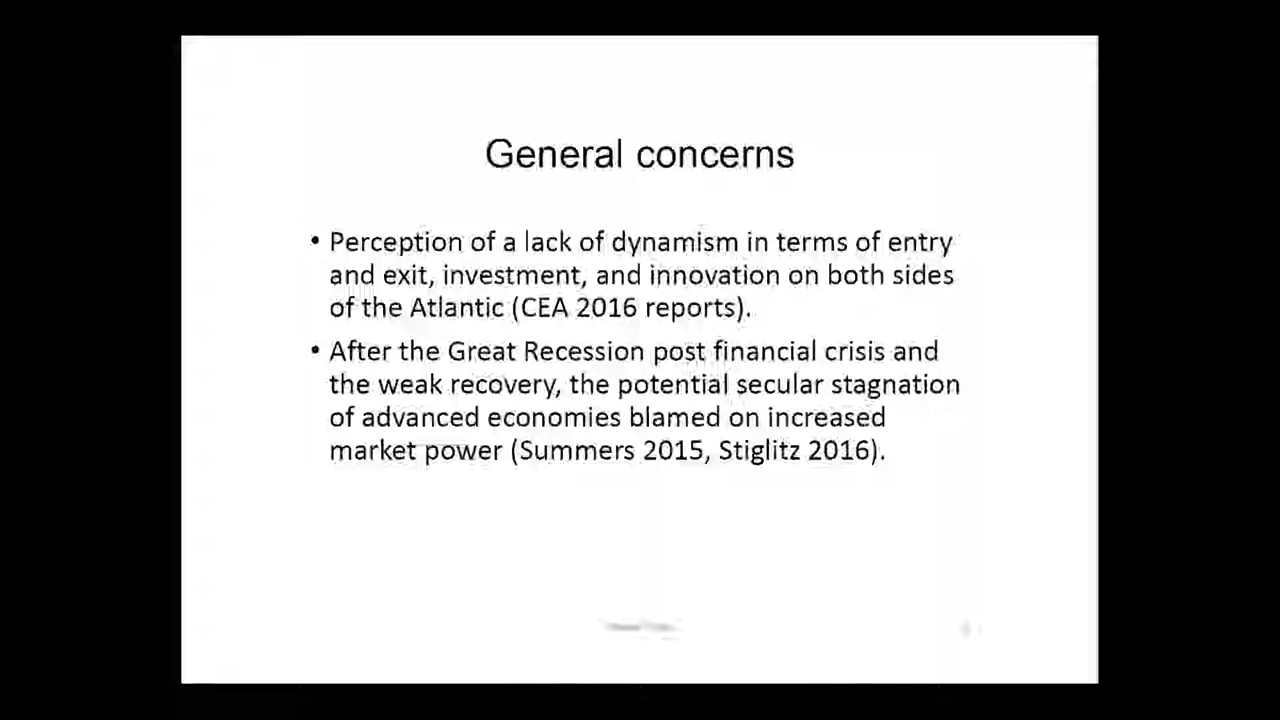 General concerns
• Perception of a lack of dynamism in terms of entry
and exit, investment, and innovation on both sides
of the Atlantic (CEA 2016 reports).
• After the Great Recession post financial crisis and
the weak recovery, the potential secular stagnation
of advanced economies blamed on increased
market power (Summers 2015, Stiglitz 2016).